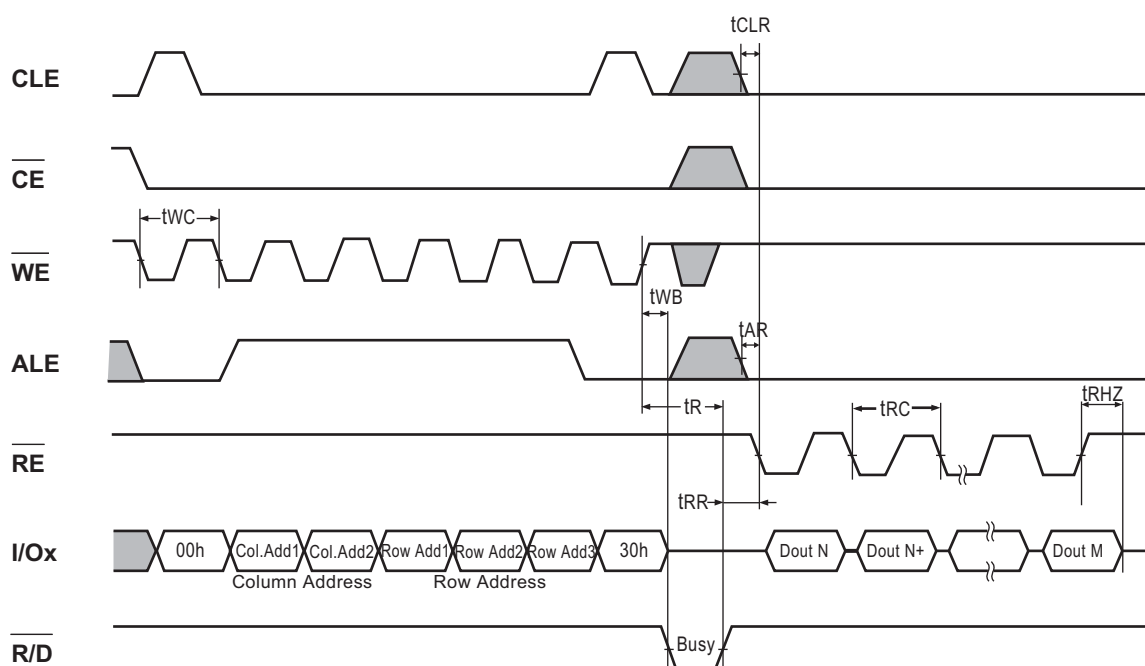 tCLR
CLE
CE
tWC
WE
tWB
tAR
ALE
tR
tRC
tRHZ
RE
tRR
I/Ox
00h
Col.Add1
Col.Add2
Row Add1
Row Add2
Row Add3
30h
Dout N
Dout N+
Dout M
Column Address
Row Address
R/D
Busy